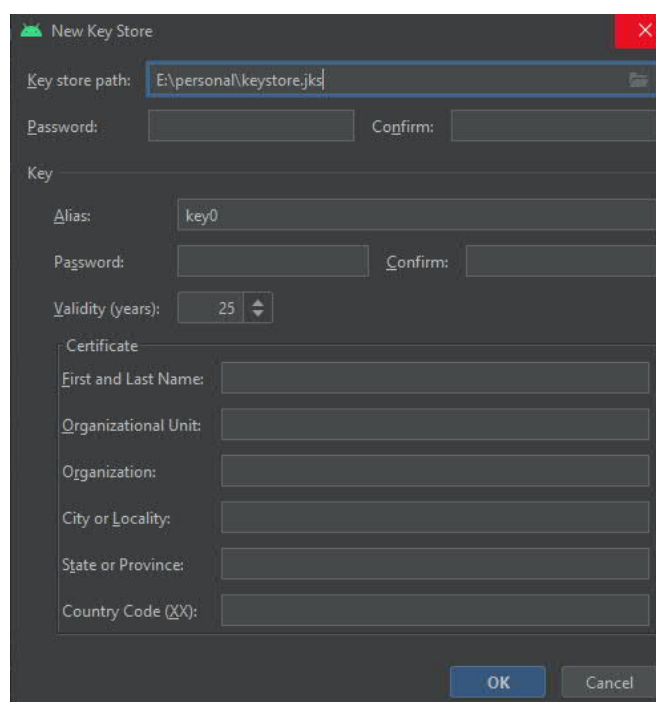 New Key Store
Key store path: E:\personal\keystore.jks
Password: Confirm:
Key
Alias: key0
Password: Confirm:
Validity (years): 25
Certificate
First and Last Name:
Organizational Unit:
Organization:
City or Locality:
State or Province:
Country Code (XX):
OK Cancel